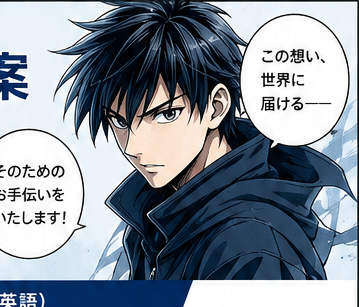 案
この想い、
世界に
届ける――
そのための
お手伝いを
いたします!
英語)